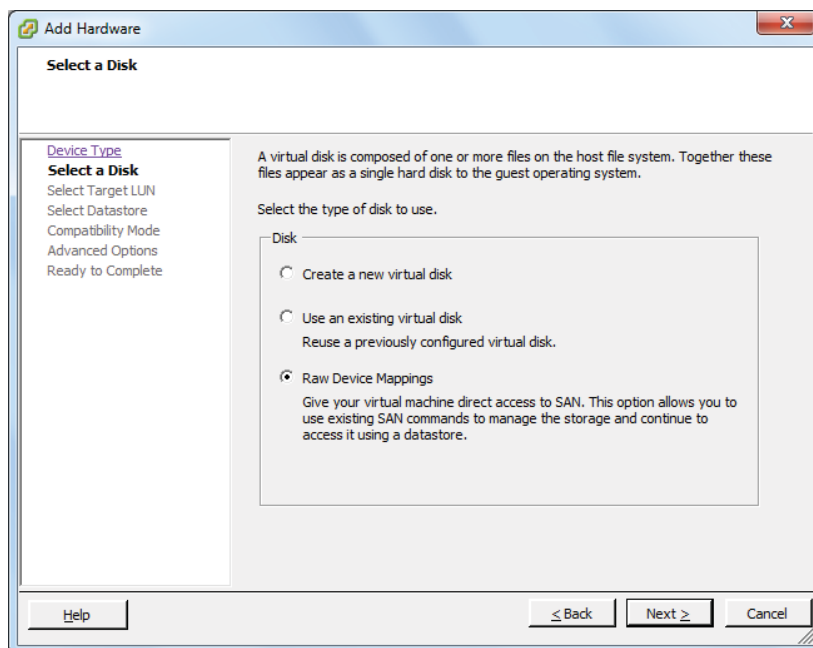 Add Hardware
Select a Disk
Device Type
Select a Disk
Select Target LUN
Select Datastore
Compatibility Mode
Advanced Options
Ready to Complete
A virtual disk is composed of one or more files on the host file system. Together these
files appear as a single hard disk to the guest operating system.
Select the type of disk to use.
Disk
Create a new virtual disk
Use an existing virtual disk
Reuse a previously configured virtual disk.
Raw Device Mappings
Give your virtual machine direct access to SAN. This option allows you to
use existing SAN commands to manage the storage and continue to
access it using a datastore.
Help
< Back
Next >
Cancel